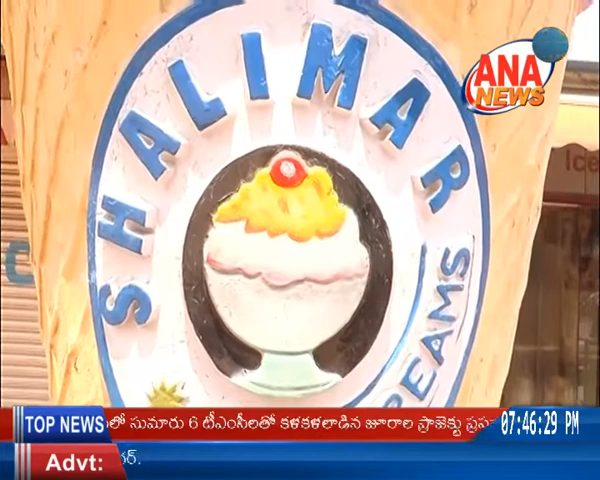 SHALIMAR
ANA
NEWS
Ice
REAMS
TOP NEWS
లో సుమారు 6 టీఎంసీలతో కళకళలాడిన జూరాల ప్రాజెక్టు
07:46:29 PM
Advt: